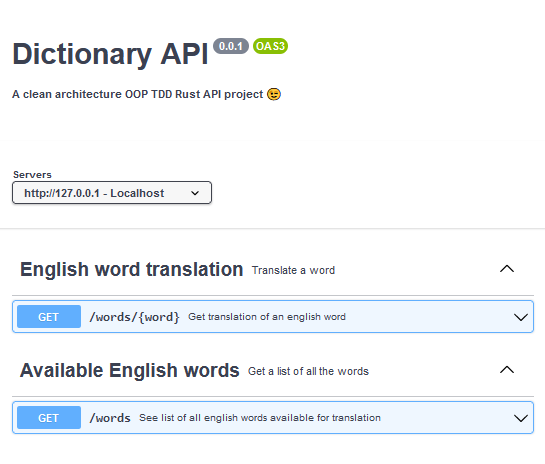 Dictionary API 0.0.1 OAS3
A clean architecture OOP TDD Rust API project 😉
Servers
http://127.0.0.1 - Localhost
English word translation Translate a word
GET /words/{word} Get translation of an english word
Available English words Get a list of all the words
GET /words See list of all english words available for translation